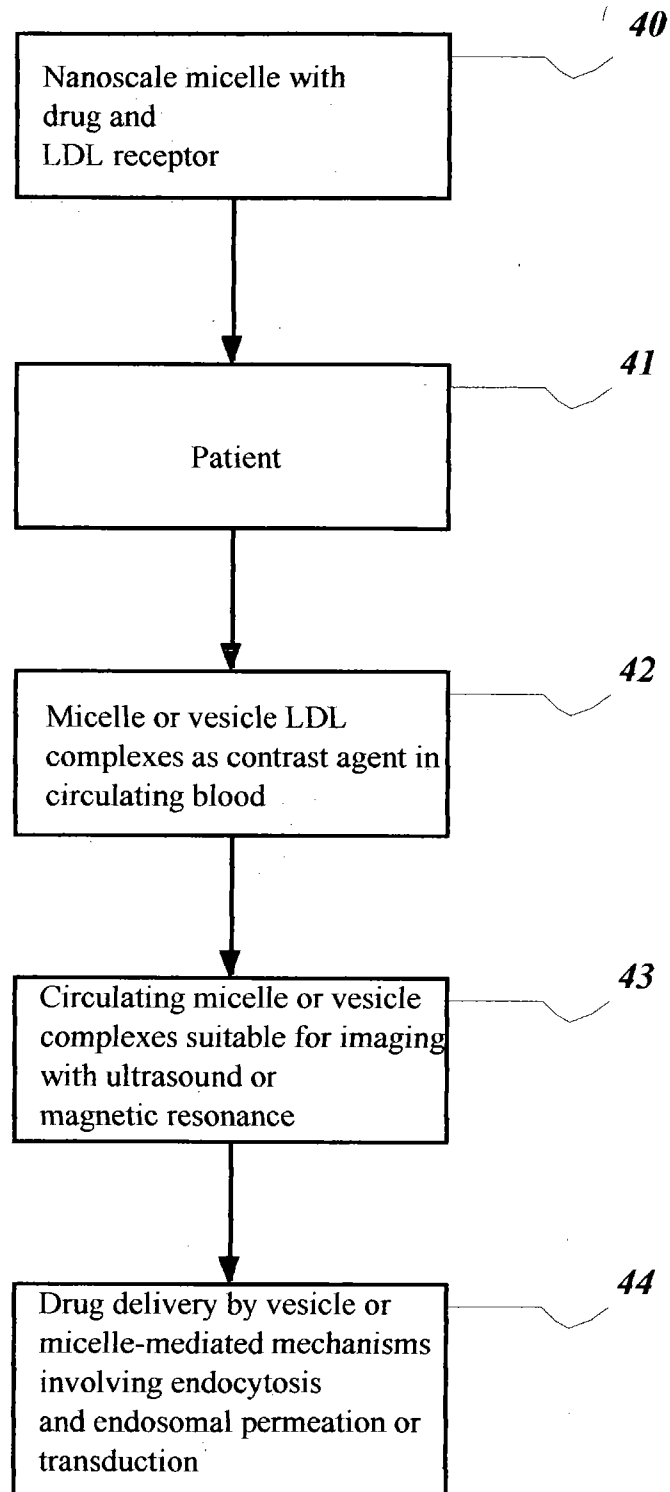 40
Nanoscale micelle with
drug and
LDL receptor
41
Patient
42
Micelle or vesicle LDL
complexes as contrast agent in
circulating blood
43
Circulating micelle or vesicle
complexes suitable for imaging
with ultrasound or
magnetic resonance
44
Drug delivery by vesicle or
micelle-mediated mechanisms
involving endocytosis
and endosomal permeation or
transduction